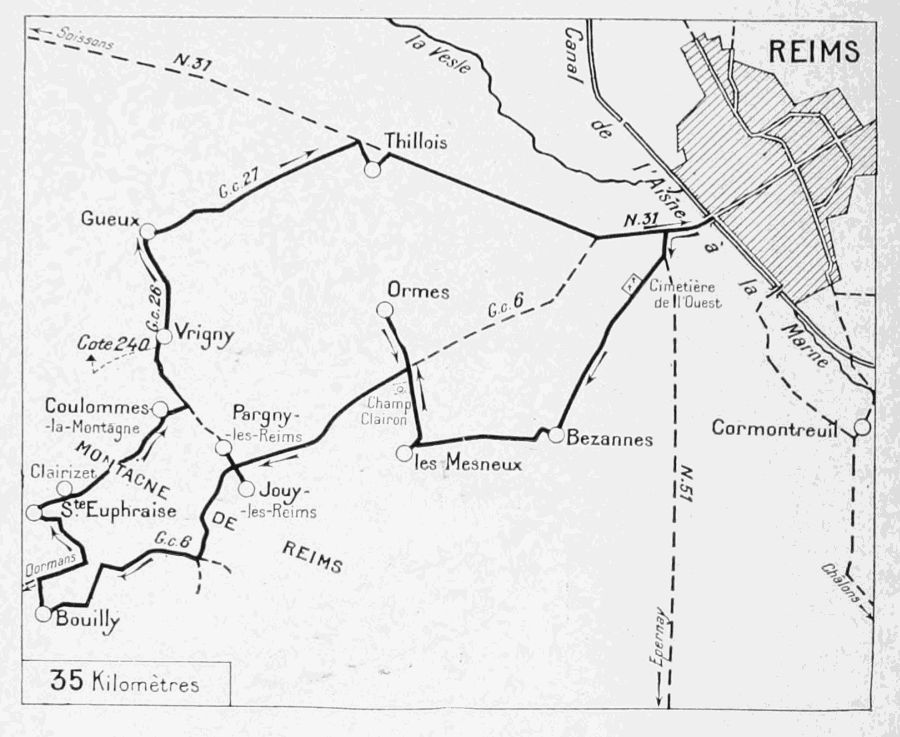 Soissons
N.31
la Vesle
Canal
de
l'Aisne
à
la
Marne
REIMS
Thillois
G.c.27
Gueux
N.31
Cimetière
de l'Ouest
Ormes
G.c.6
G.c.26
Vrigny
Cote 240
Coulommes
-la-Montagne
Pargny-
-les-Reims
Champ
Clairon
Bezannes
Cormontreuil
les Mesneux
MONTAGNE
DE
REIMS
Clairizet
Jouy-
-les-Reims
Ste Euphraise
N.51
G.c.6
Dormans
Châlons
Bouilly
Epernay
35 Kilomètres